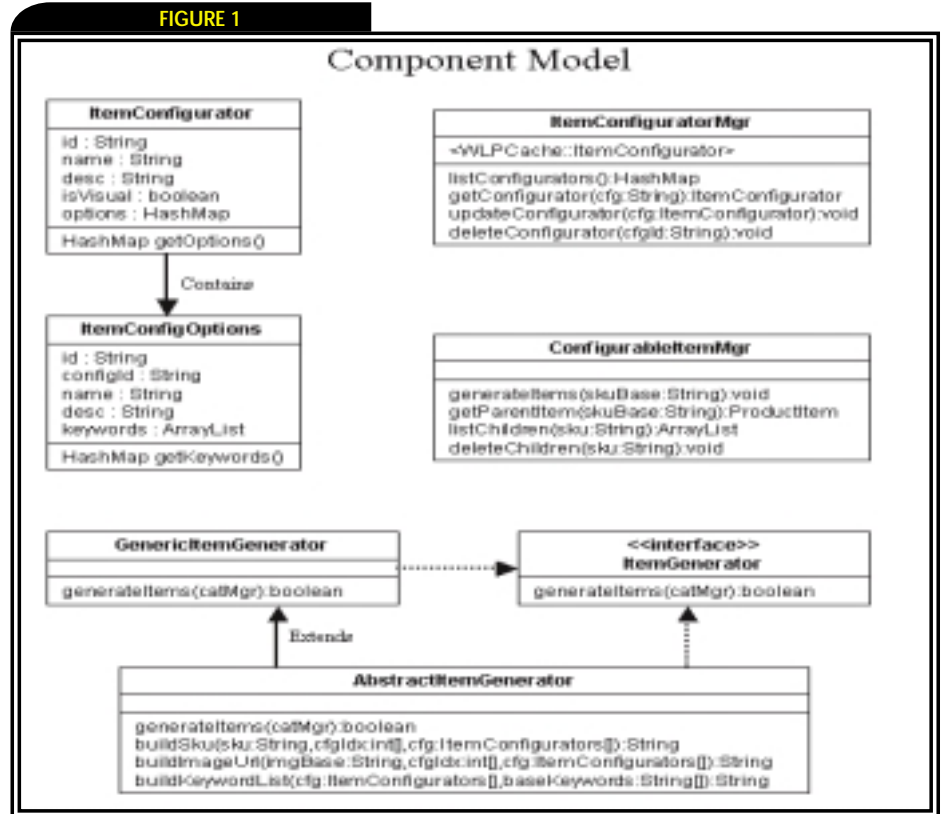 FIGURE 1
Component Model
ItemConfigurator
id : String
name : String
desc : String
isVisual : boolean
options : HashMap
HashMap getOptions()
Contains
ItemConfigOptions
id : String
configId : String
name : String
desc : String
keywords : ArrayList
HashMap getKeywords()
ItemConfiguratorMgr
<WLPCache::ItemConfigurator>
listConfigurators():HashMap
getConfigurator(cfg:String):ItemConfigurator
updateConfigurator(cfg:ItemConfigurator):void
deleteConfigurator(cfgId:String):void
ConfigurableItemMgr
generateItems(skuBase:String):void
getParentItem(skuBase:String):ProductItem
listChildren(sku:String):ArrayList
deleteChildren(sku:String):void
GenericItemGenerator
generateItems(catMgr):boolean
<<interface>>
ItemGenerator
generateItems(catMgr):boolean
Extends
AbstractItemGenerator
generateItems(catMgr):boolean
buildSku(sku:String,cfgIdx:int[],cfg:ItemConfigurators[]):String
buildImageUrl(imgBase:String,cfgIdx:int[],cfg:ItemConfigurators[]):String
buildKeywordList(cfg:ItemConfigurators[],baseKeywords:String[]):String